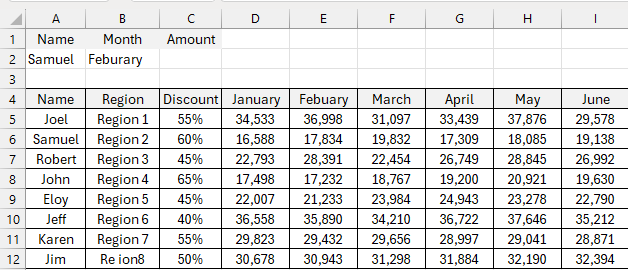 A B C D E F G H I
1 Name Month Amount
2 Samuel Feburary
3
4 Name Region Discount January Febuary March April May June
5 Joel Region 1 55% 34,533 36,998 31,097 33,439 37,876 29,578
6 Samuel Region 2 60% 16,588 17,834 19,832 17,309 18,085 19,138
7 Robert Region 3 45% 22,793 28,391 22,454 26,749 28,845 26,992
8 John Region 4 65% 17,498 17,232 18,767 19,200 20,921 19,630
9 Eloy Region 5 45% 22,007 21,233 23,984 24,943 23,278 22,790
10 Jeff Region 6 40% 36,558 35,890 34,210 36,722 37,646 35,212
11 Karen Region 7 55% 29,823 29,432 29,656 28,997 29,041 28,871
12 Jim Re ion8 50% 30,678 30,943 31,298 31,884 32,190 32,394